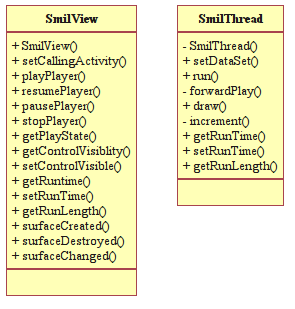 SmilView
+ SmilView()
+ setCallingActivity()
+ playPlayer()
+ resumePlayer()
+ pausePlayer()
+ stopPlayer()
+ getPlayState()
+ getControlVisiblity()
+ setControlVisible()
+ getRuntime()
+ setRunTime()
+ getRunLength()
+ surfaceCreated()
+ surfaceDestroyed()
+ surfaceChanged()
SmilThread
- SmilThread()
+ setDataSet()
+ run()
- forwardPlay()
+ draw()
- increment()
+ getRunTime()
+ setRunTime()
+ getRunLength()